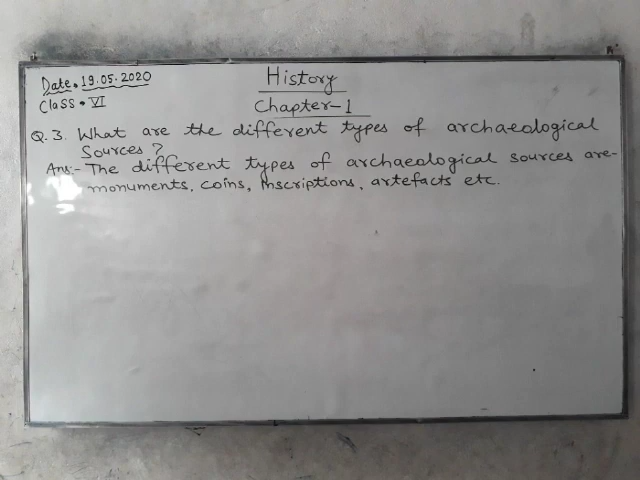 Date. 19.05.2020
Class. VI
History
Chapter-1
Q.3. What are the different types of archaeological
Sources?
Ans:- The different types of archaeological sources are-
monuments, coins, inscriptions, artefacts etc.